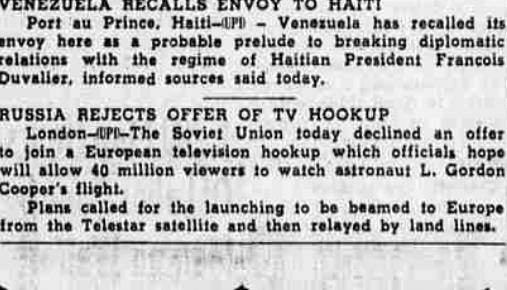 VENEZUELA RECALLS ENVOY TO HAITI
Port au Prince, Haiti-(UPI) - Venezuela has recalled its
envoy here as a probable prelude to breaking diplomatic
relations with the regime of Haitian President Francois
Duvalier, informed sources said today.
RUSSIA REJECTS OFFER OF TV HOOKUP
London-(UPI)-The Soviet Union today declined an offer
to join a European television hookup which officials hope
will allow 40 million viewers to watch astronaut L. Gordon
Cooper's flight.
Plans called for the launching to be beamed to Europe
from the Telestar satellite and then relayed by land lines.